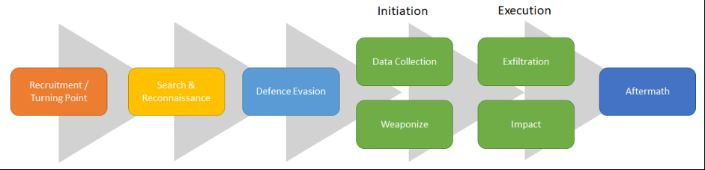 Initiation
Execution
Recruitment /
Turning Point
Search &
Reconnaissance
Defence Evasion
Data Collection
Weaponize
Exfiltration
Impact
Aftermath